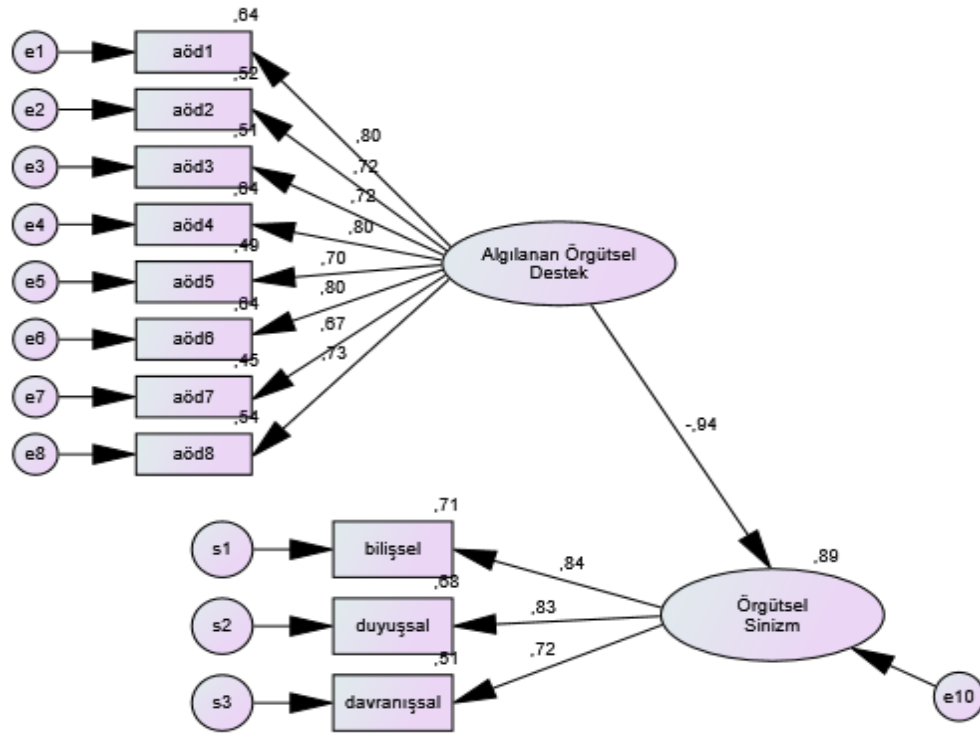 ,64
e1
aöd1
,52
e2
aöd2
,51
e3
aöd3
,64
e4
aöd4
,49
e5
aöd5
,64
e6
aöd6
,45
e7
aöd7
,54
e8
aöd8
,80
,72
,72
,80
,70
,80
,67
,73
Algılanan Örgütsel
Destek
-,94
,71
s1
bilişsel
,68
s2
duyuşsal
,51
s3
davranışsal
,84
,83
,72
,89
Örgütsel
Sinizm
e10